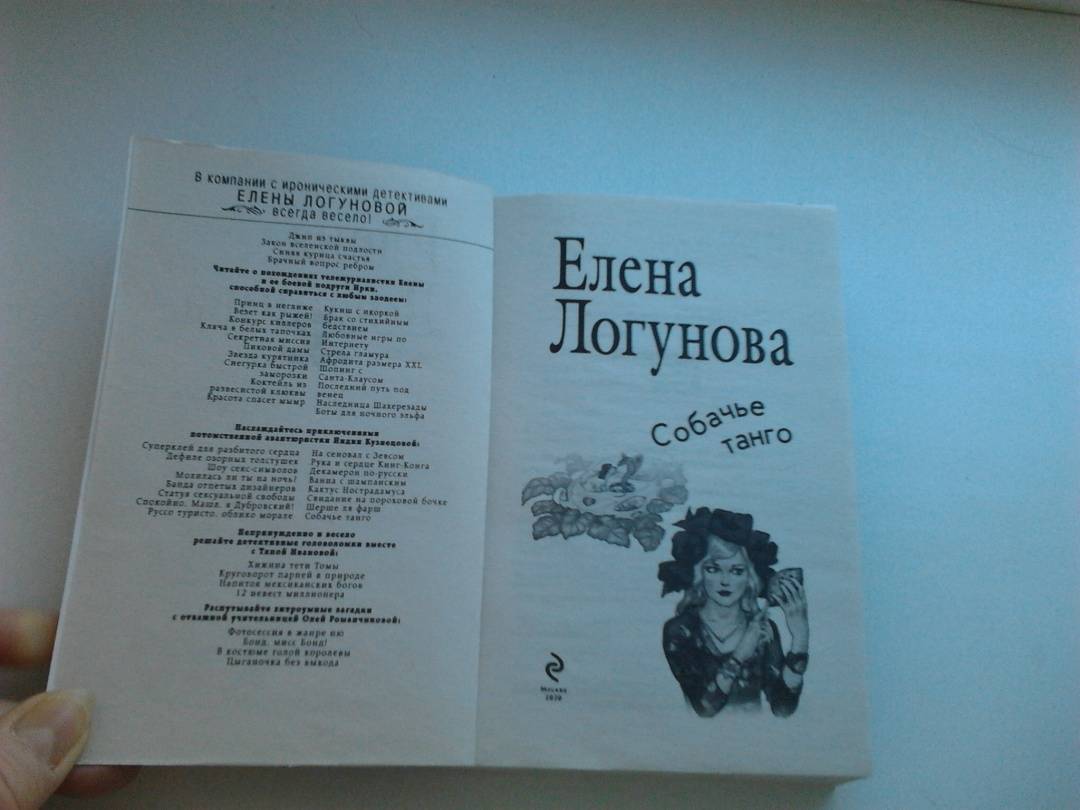 В компании с ироническими детективами
ЕЛЕНЫ ЛОГУНОВОЙ
всегда весело!
Джип из тыквы
Закон вселенской подлости
Синяя курица счастья
Брачный вопрос ребром
Читайте о похождениях тележурналистки Елены
и ее боевой подруги Ирки,
способной справиться с любым злодеем:
Принц в неглиже
Везет как рыжей!
Конкурс киллеров
Кляча в белых тапочках
Секретная миссия
Пиковой дамы
Звезда курятника
Снегурка быстрой
заморозки
Коктейль из
развесистой клюквы
Красота спасет мымр
Кукиш с икоркой
Брак со стихийным
бедствием
Любовные игры по
Интернету
Стрела гламура
Афродита размера XXL
Шопинг с
Санта-Клаусом
Последний путь под
венец
Наследница Шахерезады
Боты для ночного эльфа
Наслаждайтесь приключениями
потомственной авантюристки Индии Кузнецовой:
Суперклей для разбитого сердца
Дефиле озорных толстушек
Шоу секс-символов
Молилась ли ты на ночь?
Банда отпетых дизайнеров
Статуя сексуальной свободы
Спокойно, Маша, я Дубровский!
Руссо туристо, облико морале
На сеновал с Зевсом
Рука и сердце Кинг-Конга
Декамерон по-русски
Ванна с шампанским
Кактус Нострадамуса
Свидание на пороховой бочке
Шерше ля фарш
Собачье танго
Непринужденно и весело
решайте детективные головоломки вместе
с Тяпой Ивановой:
Хижина тети Томы
Круговорот парней в природе
Напиток мексиканских богов
12 невест миллионера
Распутывайте хитроумные загадки
с отважной учительницей Олей Романчиковой:
Фотосессия в жанре ню
Бонд, мисс Бонд!
В костюме голой королевы
Цыганочка без выхода
Елена
Логунова
Собачье
танго
Москва
2020